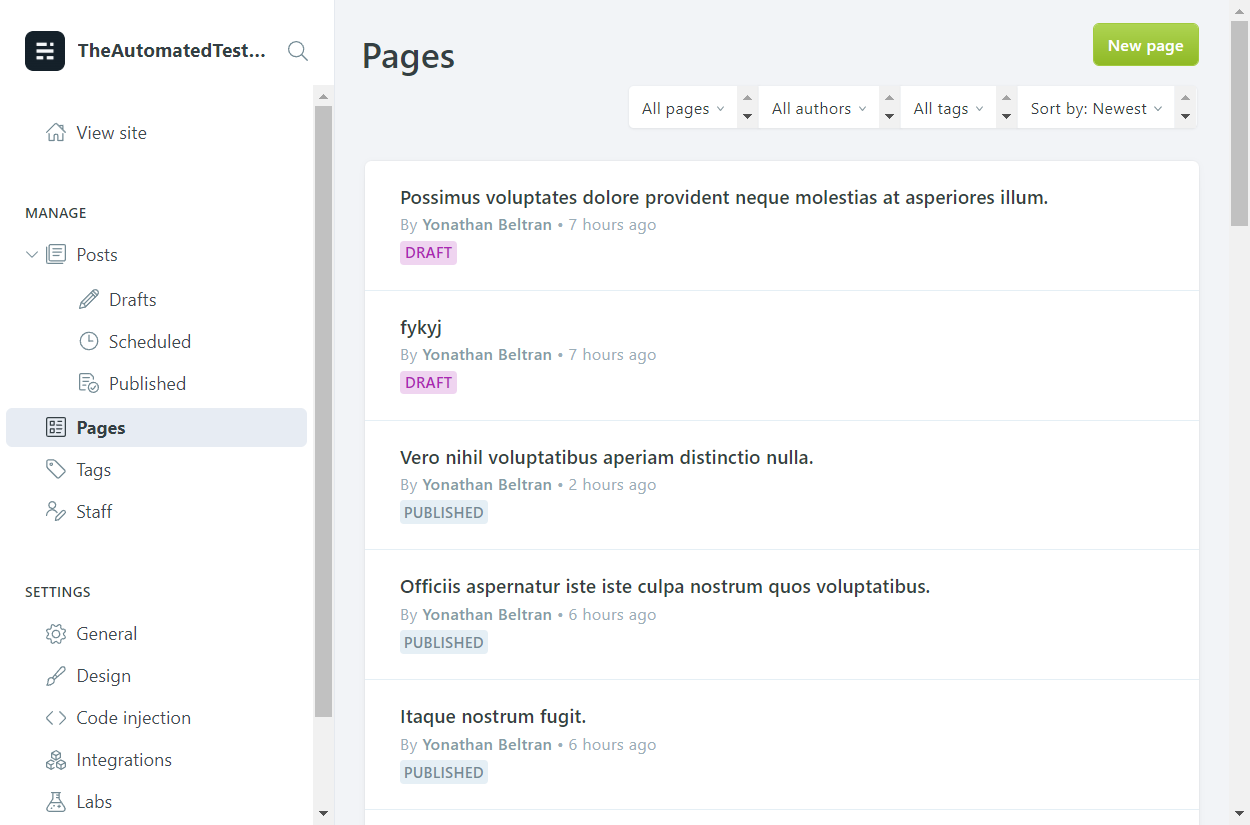 TheAutomatedTest...
View site
MANAGE
Posts
Drafts
Scheduled
Published
Pages
Tags
Staff
SETTINGS
General
Design
Code injection
Integrations
Labs
Pages
New page
All pages
All authors
All tags
Sort by: Newest
Possimus voluptates dolore provident neque molestias at asperiores illum.
By Yonathan Beltran • 7 hours ago
DRAFT
fykyj
By Yonathan Beltran • 7 hours ago
DRAFT
Vero nihil voluptatibus aperiam distinctio nulla.
By Yonathan Beltran • 2 hours ago
PUBLISHED
Officiis aspernatur iste iste culpa nostrum quos voluptatibus.
By Yonathan Beltran • 6 hours ago
PUBLISHED
Itaque nostrum fugit.
By Yonathan Beltran • 6 hours ago
PUBLISHED